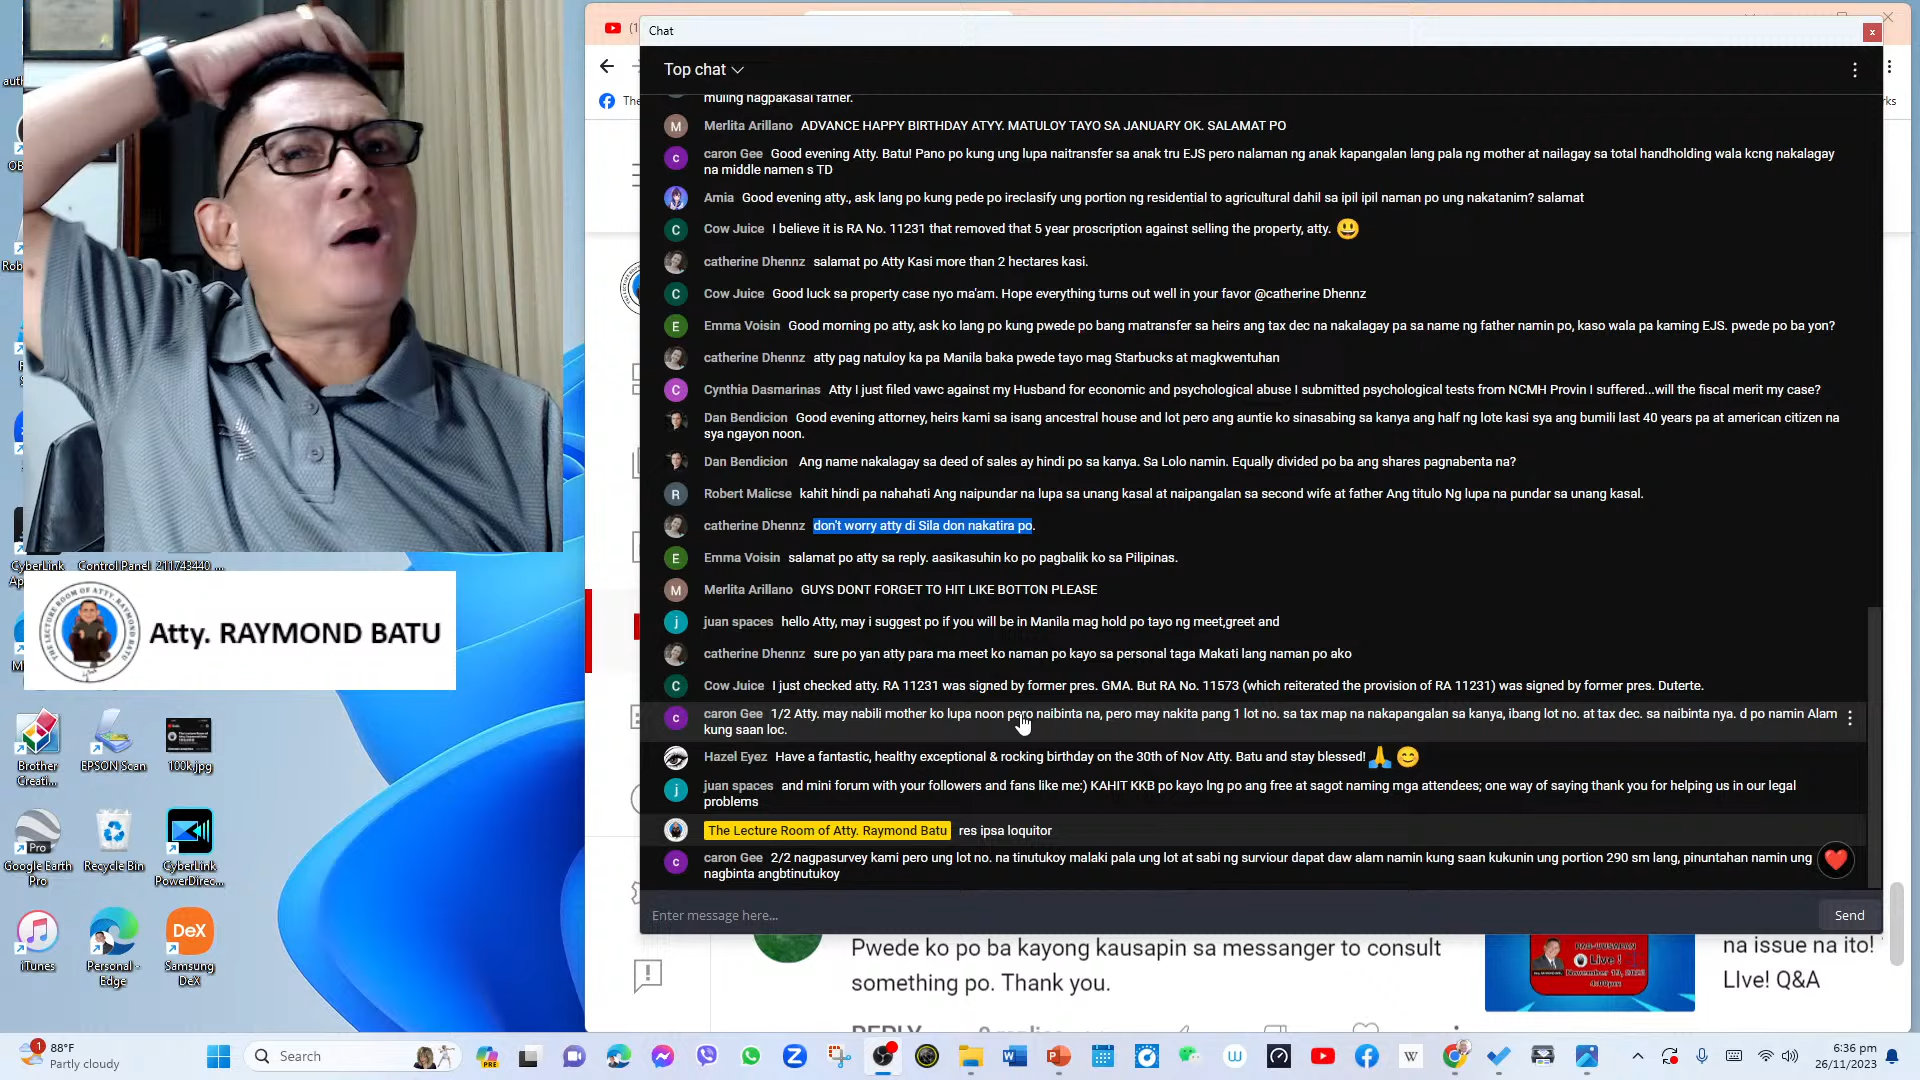 Chat
Top chat
muling nagpakasal father.
Merlita Arillano ADVANCE HAPPY BIRTHDAY ATYY. MATULOY TAYO SA JANUARY OK. SALAMAT PO
caron Gee Good evening Atty. Batu! Pano po kung ung lupa naitransfer sa anak tru EJS pero nalaman ng anak kapangalan lang pala ng mother at nailagay sa total handholding wala kcng nakalagay
na middle namen s TD
Amia Good evening atty., ask lang po kung pede po ireclasify ung portion ng residential to agricultural dahil sa ipil ipil naman po ung nakatanim? salamat
Cow Juice I believe it is RA No. 11231 that removed that 5 year proscription against selling the property, atty. 😃
catherine Dhennz salamat po Atty Kasi more than 2 hectares kasi.
Cow Juice Good luck sa property case nyo ma'am. Hope everything turns out well in your favor @catherine Dhennz
Emma Voisin Good morning po atty, ask ko lang po kung pwede po bang matransfer sa heirs ang tax dec na nakalagay pa sa name ng father namin po, kaso wala pa kaming EJS. pwede po ba yon?
catherine Dhennz atty pag natuloy ka pa Manila baka pwede tayo mag Starbucks at magkwentuhan
Cynthia Dasmarinas Atty I just filed vawc against my Husband for economic and psychological abuse I submitted psychological tests from NCMH Provin I suffered...will the fiscal merit my case?
Dan Bendicion Good evening attorney, heirs kami sa isang ancestral house and lot pero ang auntie ko sinasabing sa kanya ang half ng lote kasi sya ang bumili last 40 years pa at american citizen na
sya ngayon noon.
Dan Bendicion Ang name nakalagay sa deed of sales ay hindi po sa kanya. Sa Lolo namin. Equally divided po ba ang shares pagnabenta na?
Robert Malicse kahit hindi pa nahahati Ang naipundar na lupa sa unang kasal at naipangalan sa second wife at father Ang titulo Ng lupa na pundar sa unang kasal.
catherine Dhennz don't worry atty di Sila don nakatira po.
Emma Voisin salamat po atty sa reply. aasikasuhin ko po pagbalik ko sa Pilipinas.
Merlita Arillano GUYS DONT FORGET TO HIT LIKE BOTTON PLEASE
juan spaces hello Atty, may i suggest po if you will be in Manila mag hold po tayo ng meet,greet and
catherine Dhennz sure po yan atty para ma meet ko naman po kayo sa personal taga Makati lang naman po ako
Cow Juice I just checked atty. RA 11231 was signed by former pres. GMA. But RA No. 11573 (which reiterated the provision of RA 11231) was signed by former pres. Duterte.
caron Gee 1/2 Atty. may nabili mother ko lupa noon pero naibinta na, pero may nakita pang 1 lot no. sa tax map na nakapangalan sa kanya, ibang lot no. at tax dec. sa naibinta nya. d po namin Alam
kung saan loc.
Hazel Eyez Have a fantastic, healthy exceptional & rocking birthday on the 30th of Nov Atty. Batu and stay blessed! 🙏 😊
juan spaces and mini forum with your followers and fans like me:) KAHIT KKB po kayo lng po ang free at sagot naming mga attendees; one way of saying thank you for helping us in our legal
problems
The Lecture Room of Atty. Raymond Batu res ipsa loquitor
caron Gee 2/2 nagpasurvey kami pero ung lot no. na tinutukoy malaki pala ung lot at sabi ng surviour dapat daw alam namin kung saan kukunin ung portion 290 sm lang, pinuntahan namin ung
nagbinta angbtinutukoy
Enter message here...
Send
Pwede ko po ba kayong kausapin sa messanger to consult
something po. Thank you.
REPLY
Live !
November 19, 2023
na issue na ito!
LIve! Q&A
Atty. RAYMOND BATU
Control Panel 211743440 ...
Brother
Creati...
EPSON Scan
100k.jpg
Pro
Google Earth
Pro
Recycle Bin
CyberLink
PowerDirec...
iTunes
Personal -
Edge
DeX
Samsung
DeX
1
88°F
Partly cloudy
Search
PRE
6:36 pm
26/11/2023